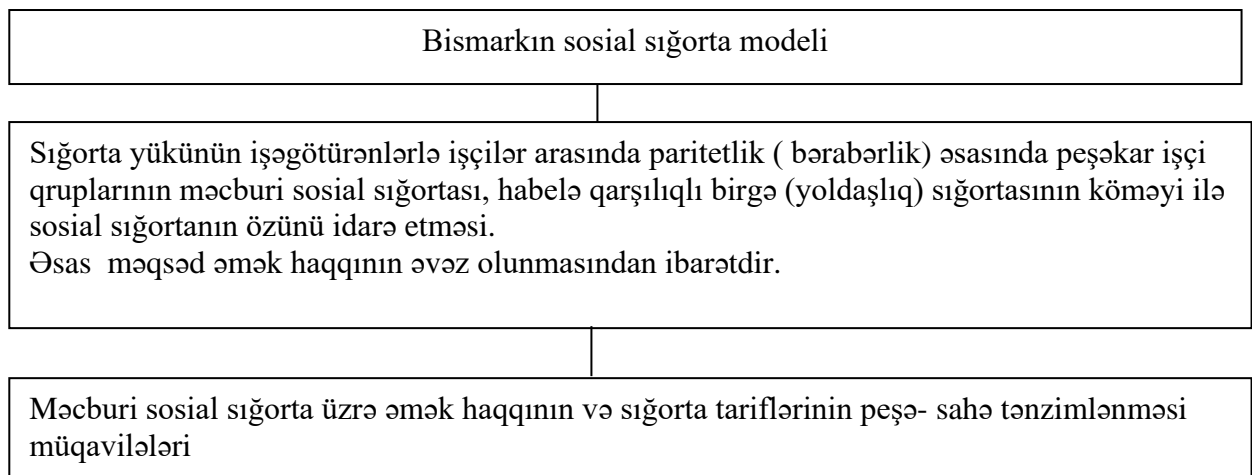 Bismarkın sosial sığorta modeli
Sığorta yükünün işəgötürənlərlə işçilər arasında paritetlik ( bərabərlik) əsasında peşəkar işçi
qruplarının məcburi sosial sığortası, habelə qarşılıqlı birgə (yoldaşlıq) sığortasının köməyi ilə
sosial sığortanın özünü idarə etməsi.
Əsas məqsəd əmək haqqının əvəz olunmasından ibarətdir.
Məcburi sosial sığorta üzrə əmək haqqının və sığorta tariflərinin peşə- sahə tənzimlənməsi
müqavilələri